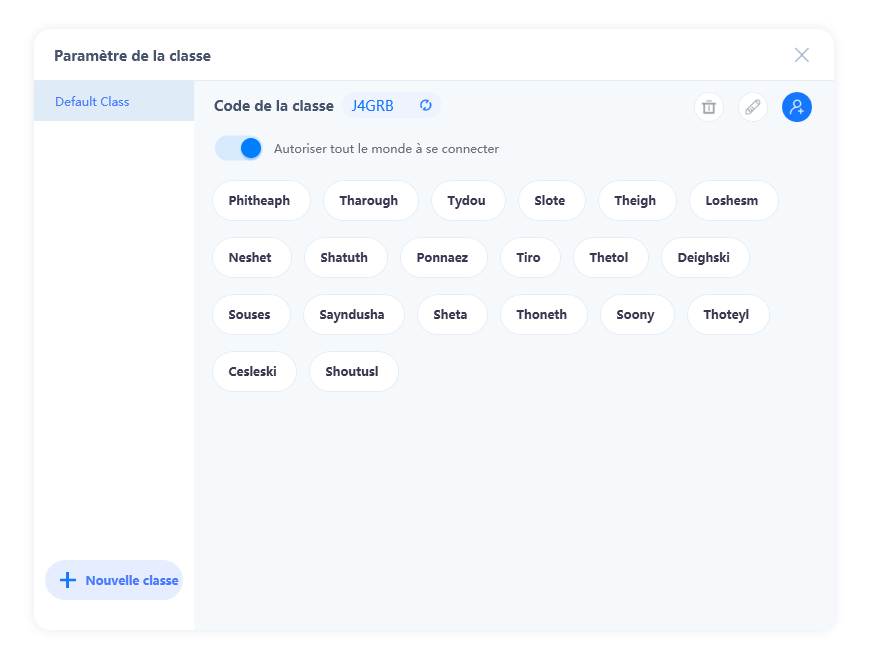 Paramètre de la classe
Default Class
Code de la classe J4GRB
Autoriser tout le monde à se connecter
Phitheaph Tharough Tydou Slote Theigh Loshesm
Neshet Shatuth Ponnaez Tiro Thetol Deighski
Souses Sayndusha Sheta Thoneth Soony Thoteyl
Cesleski Shoutusl
Nouvelle classe